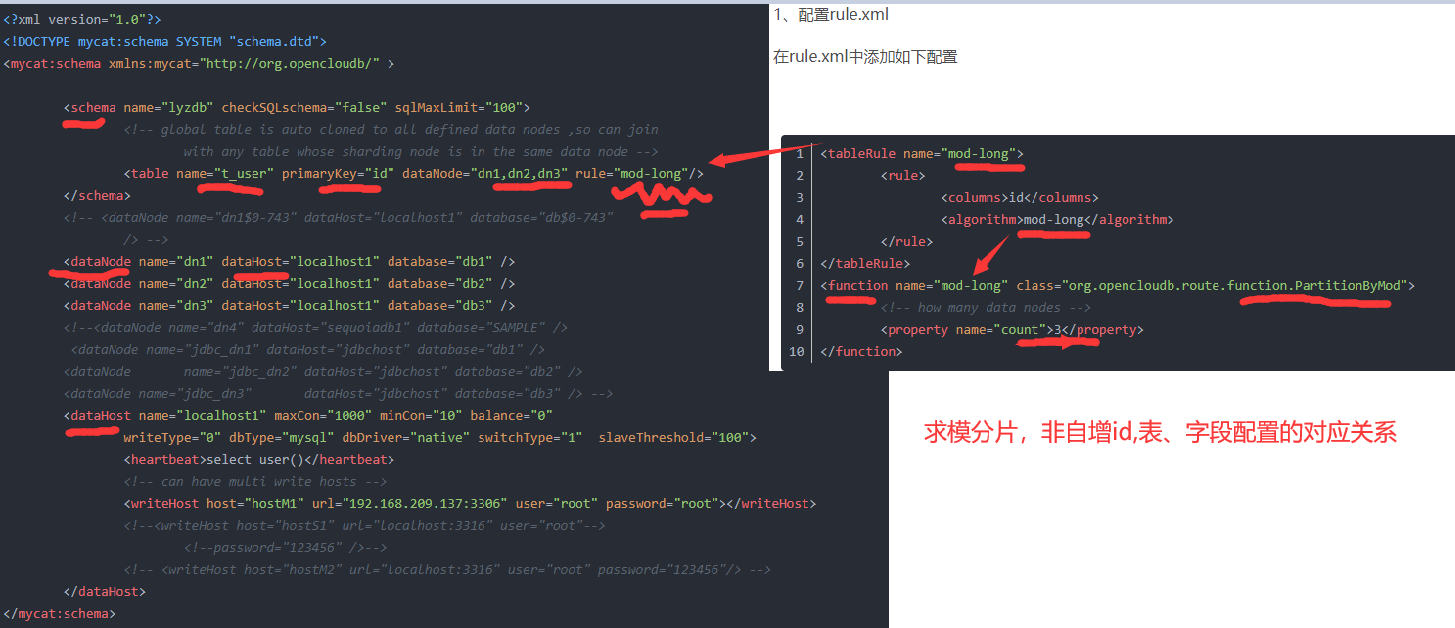 <?xml version="1.0"?>
<!DOCTYPE mycat:schema SYSTEM "schema.dtd">
<mycat:schema xmlns:mycat="http://org.opencloudb/" >
<schema name="lyzdb" checkSQLschema="false" sqlMaxLimit="100">
<!-- global table is auto cloned to all defined data nodes ,so can join
with any table whose sharding node is in the same data node -->
<table name="t_user" primaryKey="id" dataNode="dn1,dn2,dn3" rule="mod-long"/>
</schema>
<!-- <dataNode name="dn1$0-743" dataHost="localhost1" database="db$0-743"
/> -->
<dataNode name="dn1" dataHost="localhost1" database="db1" />
<dataNode name="dn2" dataHost="localhost1" database="db2" />
<dataNode name="dn3" dataHost="localhost1" database="db3" />
<!--<dataNode name="dn4" dataHost="sequoiadb1" database="SAMPLE" />
<dataNode name="jdbc_dn1" dataHost="jdbchost" database="db1" />
<dataNode name="jdbc_dn2" dataHost="jdbchost" database="db2" />
<dataNode name="jdbc_dn3" dataHost="jdbchost" database="db3" /> -->
<dataHost name="localhost1" maxCon="1000" minCon="10" balance="0"
writeType="0" dbType="mysql" dbDriver="native" switchType="1" slaveThreshold="100">
<heartbeat>select user()</heartbeat>
<!-- can have multi write hosts -->
<writeHost host="hostM1" url="192.168.209.137:3306" user="root" password="root"></writeHost>
<!--<writeHost host="hostS1" url="localhost:3316" user="root"-->
<!--password="123456" />-->
<!-- <writeHost host="hostM2" url="localhost:3316" user="root" password="123456"/> -->
</dataHost>
</mycat:schema>
1、配置rule.xml
在rule.xml中添加如下配置
1 <tableRule name="mod-long">
2 <rule>
3 <columns>id</columns>
4 <algorithm>mod-long</algorithm>
5 </rule>
6 </tableRule>
7 <function name="mod-long" class="org.opencloudb.route.function.PartitionByMod">
8 <!-- how many data nodes -->
9 <property name="count">3</property>
10 </function>
求模分片，非自增id,表、字段配置的对应关系